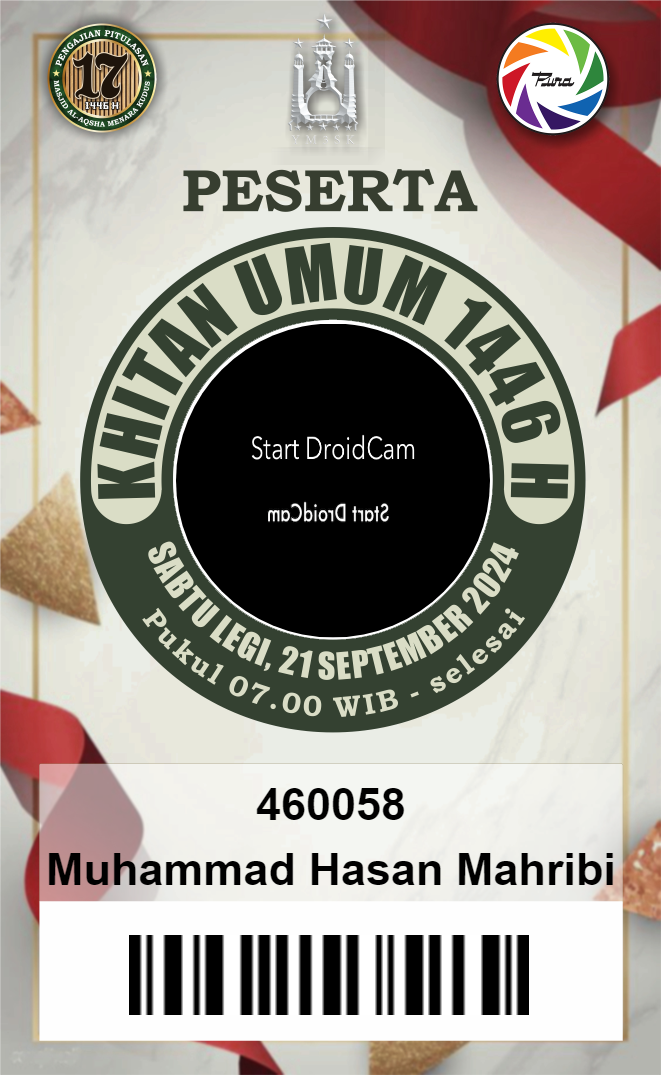 PENGAJIAN PITULASAN
17
1446 H
MASJID AL-AQSHA MENARA KUDUS
YM3SK
Pura
PESERTA
KHITAN UMUM 1446 H
Start DroidCam
Start DroidCam
SABTU LEGI, 21 SEPTEMBER 2024
Pukul 07.00 WIB - selesai
460058
Muhammad Hasan Mahribi